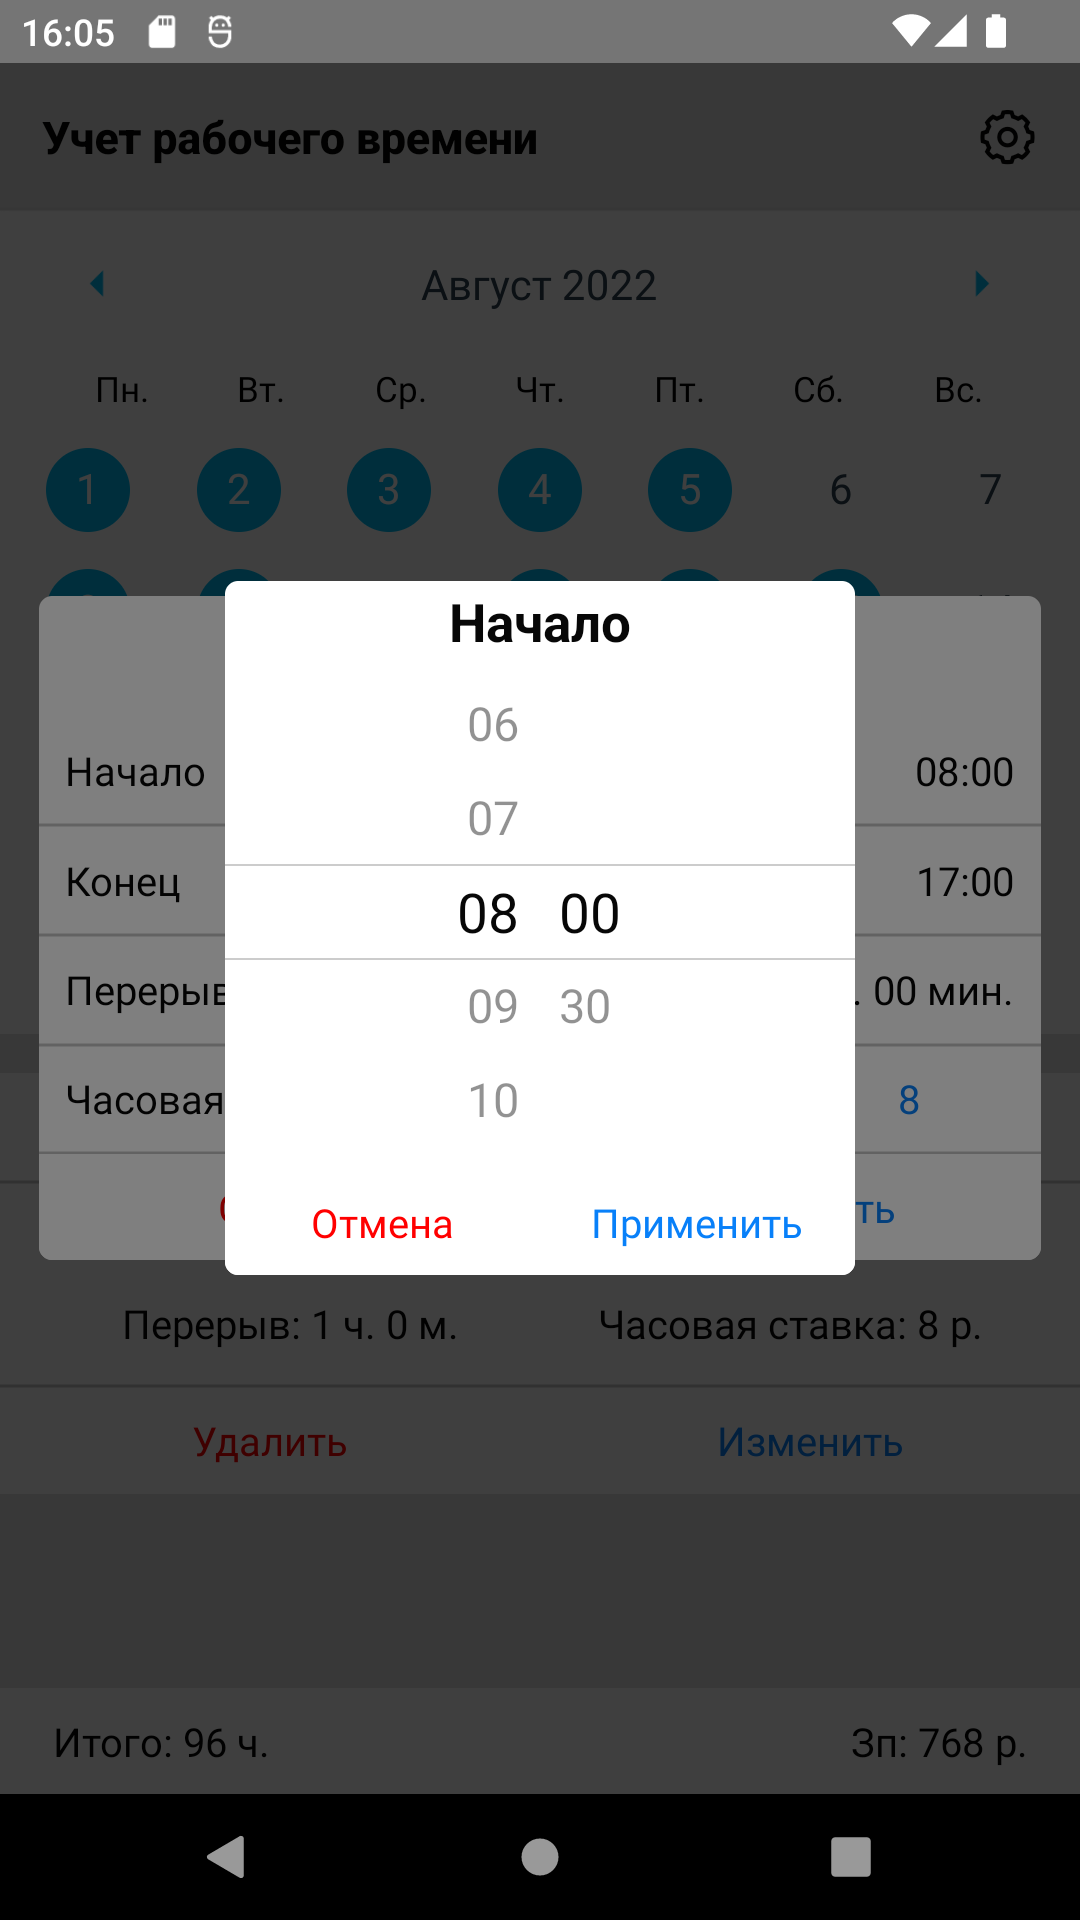 16:05
Учет рабочего времени
Август 2022
Пн. Вт. Ср. Чт. Пт. Сб. Вс.
1 2 3 4 5 6 7
Начало
06
07
08 00
09 30
10
Отмена Применить
Начало 08:00
Конец 17:00
Перерыв . 00 мин.
Часовая 8
ть
Перерыв: 1 ч. 0 м. Часовая ставка: 8 р.
Удалить Изменить
Итого: 96 ч. Зп: 768 р.